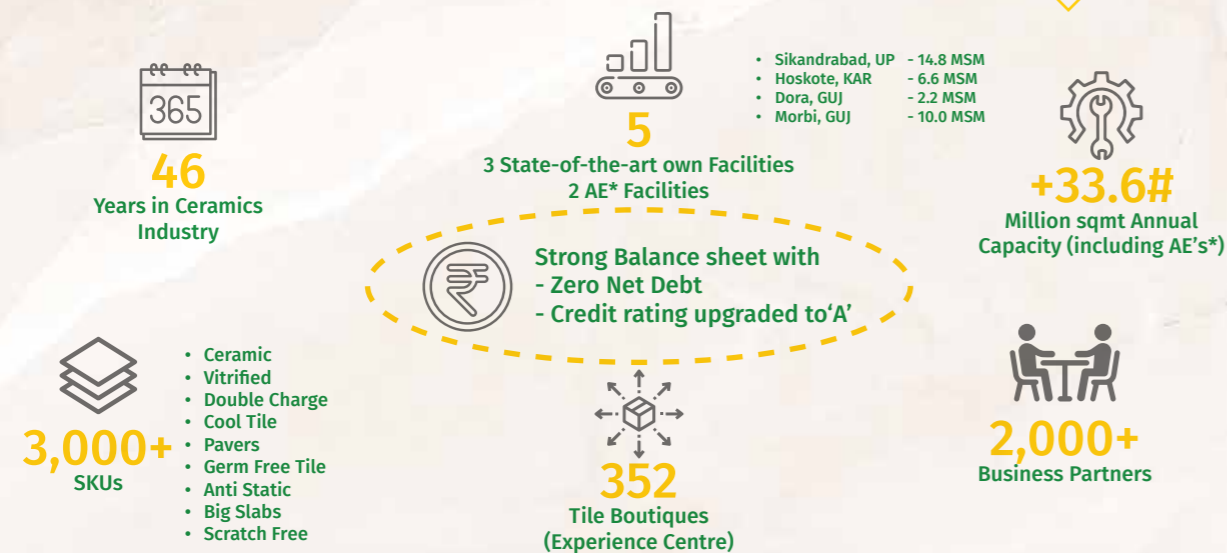 365
46
Years in Ceramics
Industry
5
3 State-of-the-art own Facilities
2 AE* Facilities
• Sikandrabad, UP - 14.8 MSM
• Hoskote, KAR - 6.6 MSM
• Dora, GUJ - 2.2 MSM
• Morbi, GUJ - 10.0 MSM
+33.6#
Million sqmt Annual
Capacity (including AE's*)
₹
Strong Balance sheet with
- Zero Net Debt
- Credit rating upgraded to‘A’
3,000+
SKUs
• Ceramic
• Vitrified
• Double Charge
• Cool Tile
• Pavers
• Germ Free Tile
• Anti Static
• Big Slabs
• Scratch Free
352
Tile Boutiques
(Experience Centre)
2,000+
Business Partners